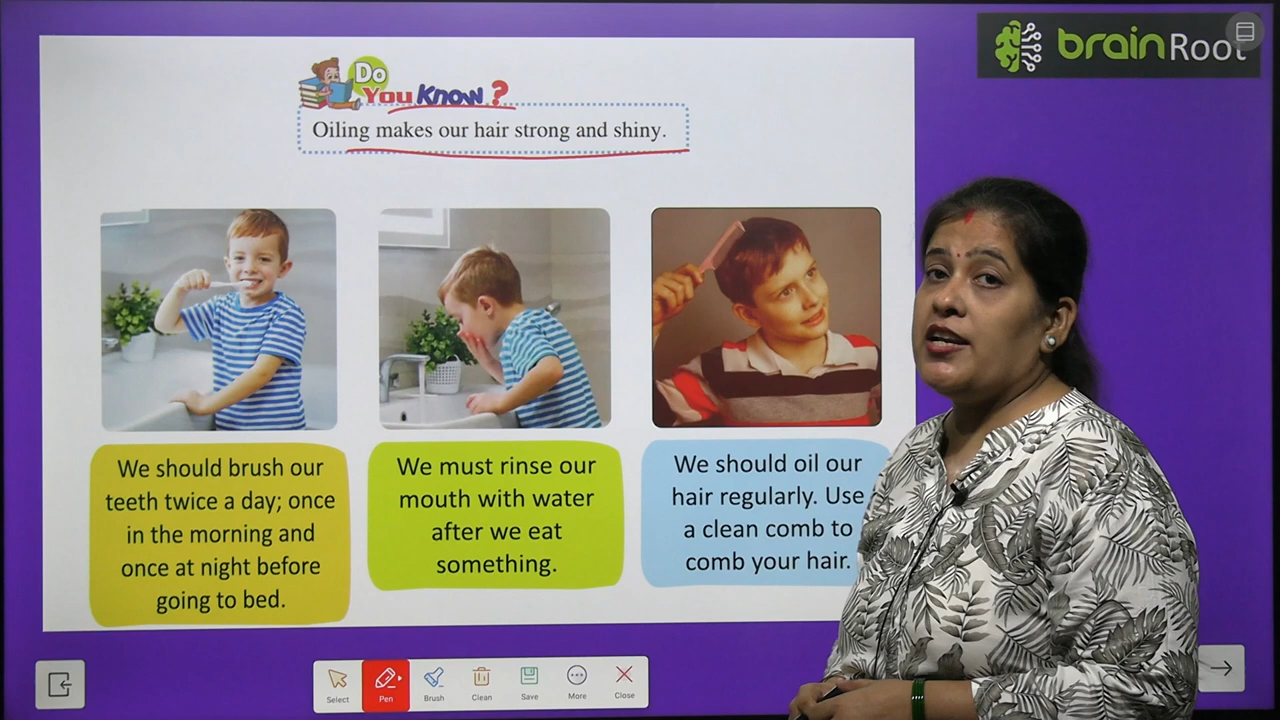 brainRoot
Do
You Know ?
Oiling makes our hair strong and shiny.
We should brush our
teeth twice a day; once
in the morning and
once at night before
going to bed.
We must rinse our
mouth with water
after we eat
something.
We should oil our
hair regularly. Use
a clean comb to
comb your hair.
Select
Pen
Brush
Clean
Save
More
Close